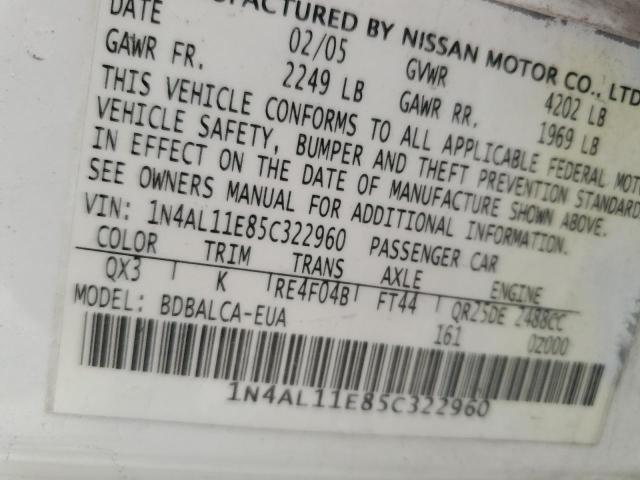 MANUFACTURED BY NISSAN MOTOR CO., LTD
DATE 02/05 GVWR 4202 LB
GAWR FR. 2249 LB GAWR RR. 1969 LB
THIS VEHICLE CONFORMS TO ALL APPLICABLE FEDERAL MOT
VEHICLE SAFETY, BUMPER AND THEFT PREVENTION STANDARD
IN EFFECT ON THE DATE OF MANUFACTURE SHOWN ABOVE.
SEE OWNERS MANUAL FOR ADDITIONAL INFORMATION.
VIN: 1N4AL11E85C322960 PASSENGER CAR
COLOR TRIM TRANS AXLE ENGINE
QX3 K RE4F04B FT44 QR25DE 2488CC
MODEL: BDBALCA-EUA 161 02000
1N4AL11E85C322960